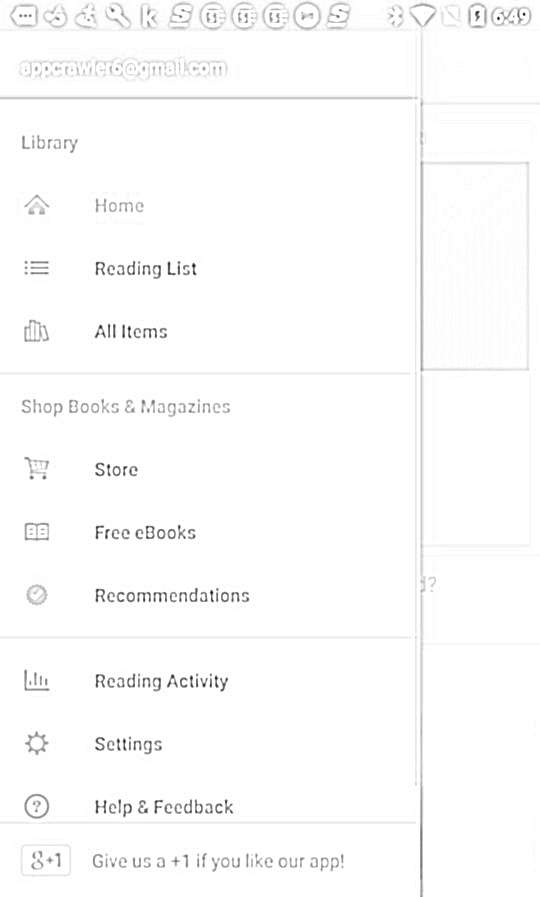 6:49
appcrawler6@gmail.com
Library
Home
Reading List
All Items
Shop Books & Magazines
Store
Free eBooks
Recommendations
Reading Activity
Settings
Help & Feedback
g+1 Give us a +1 if you like our app!
d?